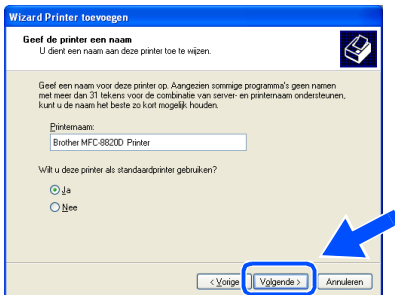 Wizard Printer toevoegen
Geef de printer een naam
U dient een naam aan deze printer toe te wijzen.
Geef een naam voor deze printer op. Aangezien sommige programma's geen namen
met meer dan 31 tekens voor de combinatie van server- en printernaam ondersteunen,
kunt u de naam het beste zo kort mogelijk houden.
Printernaam:
Brother MFC-8820D Printer
Wilt u deze printer als standaardprinter gebruiken?
Ja
Nee
< Vorige Volgende > Annuleren